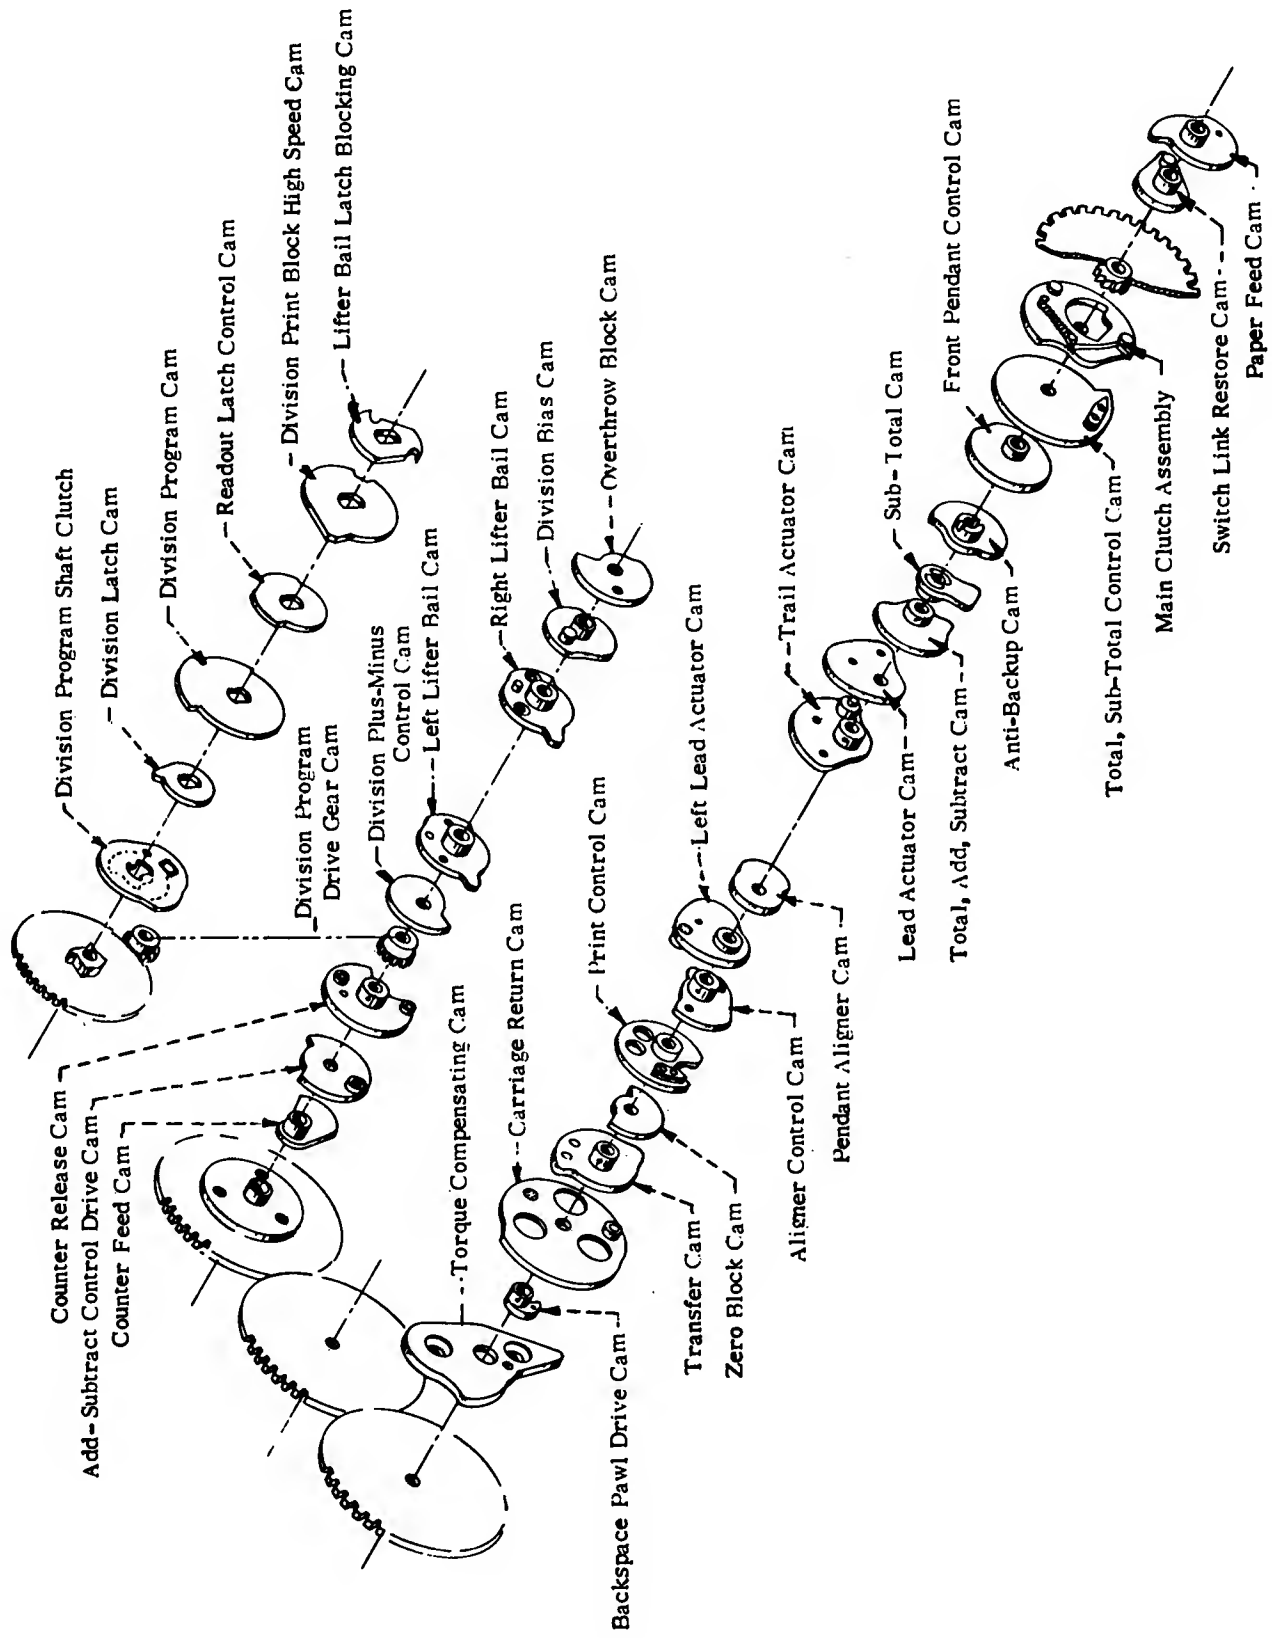 Division Program Shaft Clutch
Division Latch Cam
Division Program Cam
Readout Latch Control Cam
Division Print Block High Speed Cam
Lifter Bail Latch Blocking Cam
Counter Release Cam
Add-Subtract Control Drive Cam
Counter Feed Cam
Division Program
Drive Gear Cam
Division Plus-Minus
Control Cam
Left Lifter Bail Cam
Right Lifter Bail Cam
Division Bias Cam
Overthrow Block Cam
Torque Compensating Cam
Carriage Return Cam
Print Control Cam
Left Lead Actuator Cam
Trail Actuator Cam
Sub-Total Cam
Front Pendant Control Cam
Backspace Pawl Drive Cam
Transfer Cam
Zero Block Cam
Aligner Control Cam
Pendant Aligner Cam
Lead Actuator Cam
Total, Add, Subtract Cam
Anti-Backup Cam
Total, Sub-Total Control Cam
Main Clutch Assembly
Switch Link Restore Cam
Paper Feed Cam